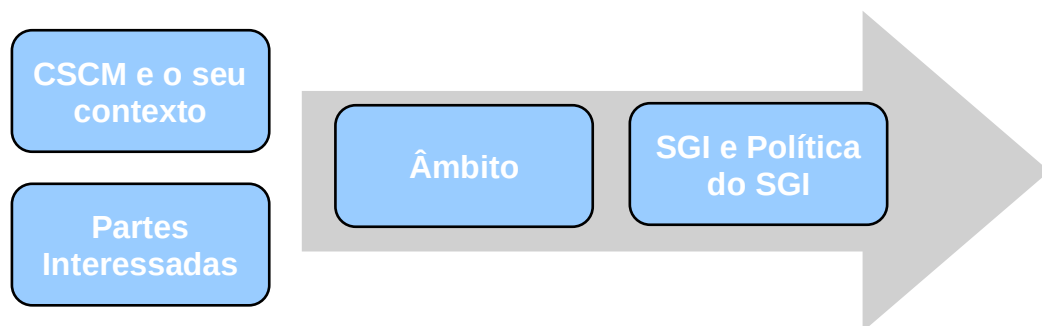 CSCM e o seu
contexto
Partes
Interessadas
Âmbito
SGI e Política
do SGI